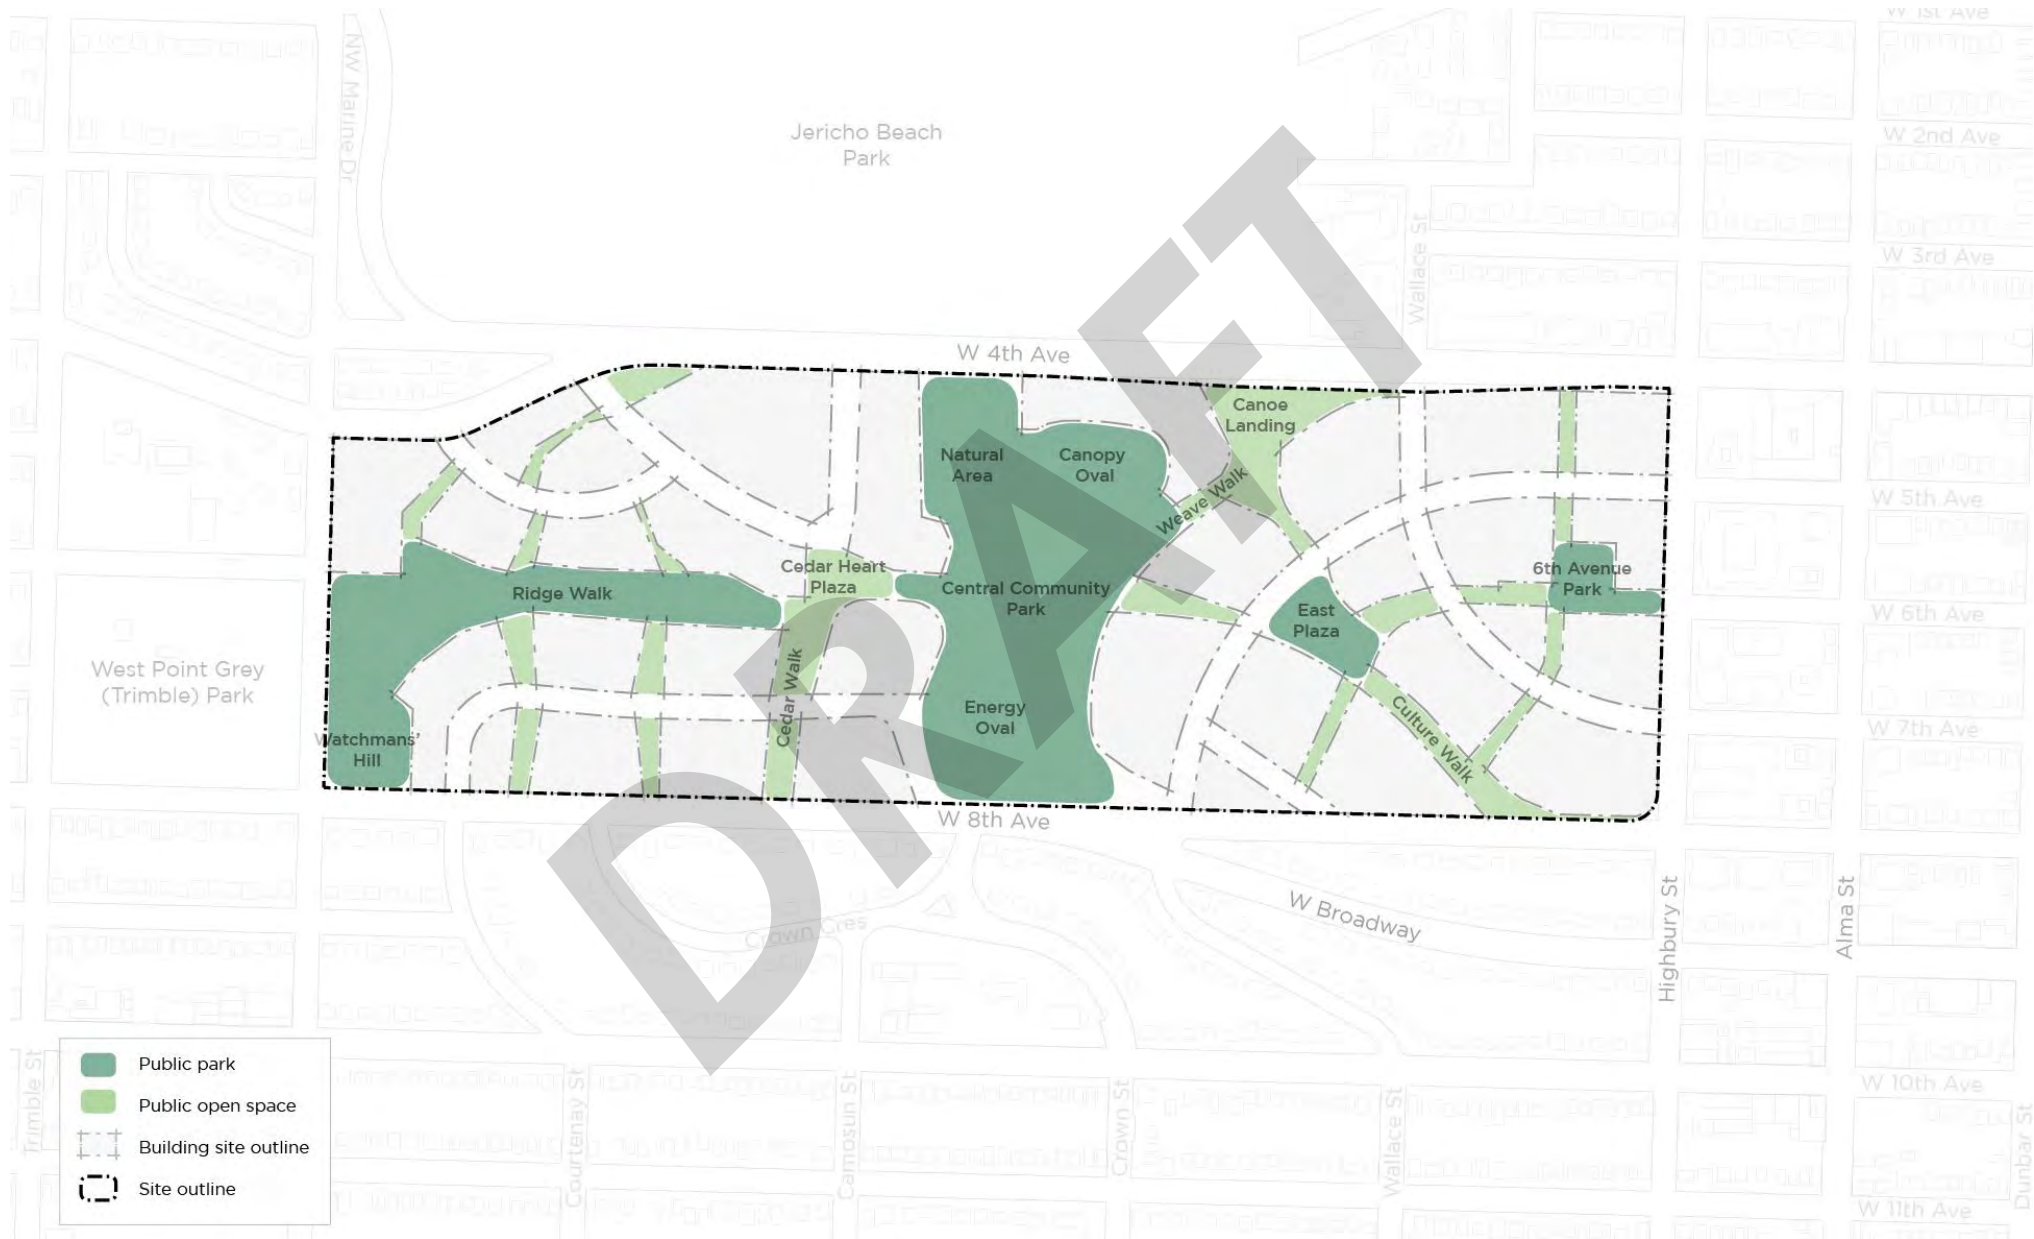 W 1st Ave
NW Marine Dr
Jericho Beach
Park
W 2nd Ave
Wallace St
W 3rd Ave
W 4th Ave
Canoe
Landing
Natural
Area
Canopy
Oval
Weave Walk
W 5th Ave
Cedar Heart
Plaza
6th Avenue
Park
Ridge Walk
Central Community
Park
East
Plaza
W 6th Ave
West Point Grey
(Trimble) Park
Cedar Walk
Energy
Oval
Culture Walk
W 7th Ave
Watchmans'
Hill
W 8th Ave
DRAFT
W Broadway
Crown Cres
Highbury St
Alma St
Public park
Public open space
Building site outline
Site outline
Trimble St
Courtenay St
Camosun St
Crown St
Wallace St
W 10th Ave
Dunbar St
W 11th Ave